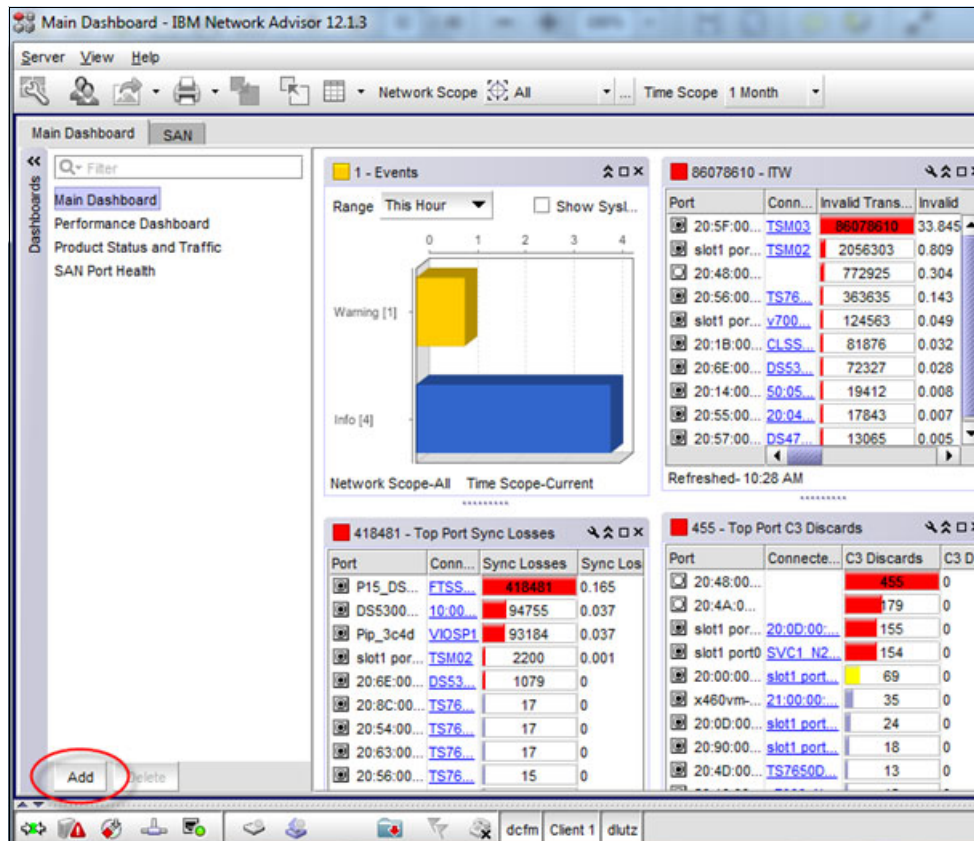 Main Dashboard - IBM Network Advisor 12.1.3
Server View Help
Network Scope All ... Time Scope 1 Month
Main Dashboard SAN
Dashboards
Filter
Main Dashboard
Performance Dashboard
Product Status and Traffic
SAN Port Health
Add Delete
1 - Events
Range This Hour Show Sysl...
0 1 2 3 4
Warning [1]
Info [4]
Network Scope-All Time Scope-Current
86078610 - ITW
Port Conn... Invalid Trans... Invalid
20:5F:00... TSM03 86078610 33.845
slot1 por... TSM02 2056303 0.809
20:48:00... 772925 0.304
20:56:00... TS76... 363635 0.143
slot1 por... v700... 124563 0.049
20:1B:00... CLSS... 81876 0.032
20:6E:00... DS53... 72327 0.028
20:14:00... 50:05... 19412 0.008
20:55:00... 20:04... 17843 0.007
20:57:00... DS47... 13065 0.005
Refreshed- 10:28 AM
418481 - Top Port Sync Losses
Port Conn... Sync Losses Sync Los
P15_DS... FTSS... 418481 0.165
DS5300... 10:00... 94755 0.037
Pip_3c4d VIOSP1 93184 0.037
slot1 por... TSM02 2200 0.001
20:6E:00... DS53... 1079 0
20:8C:00... TS76... 17 0
20:54:00... TS76... 17 0
20:63:00... TS76... 17 0
20:56:00... TS76... 15 0
455 - Top Port C3 Discards
Port Connecte... C3 Discards C3 D
20:48:00... 455 0
20:4A:0... 179 0
slot1 por... 20:0D:00:... 155 0
slot1 port0 SVC1_N2... 154 0
20:00:00... slot1 port... 69 0
x460vm-... 21:00:00:... 35 0
20:0D:00... slot1 port... 24 0
20:90:00... slot1 port... 18 0
20:4D:00... TS7650D... 13 0
dcfm Client 1 dlutz